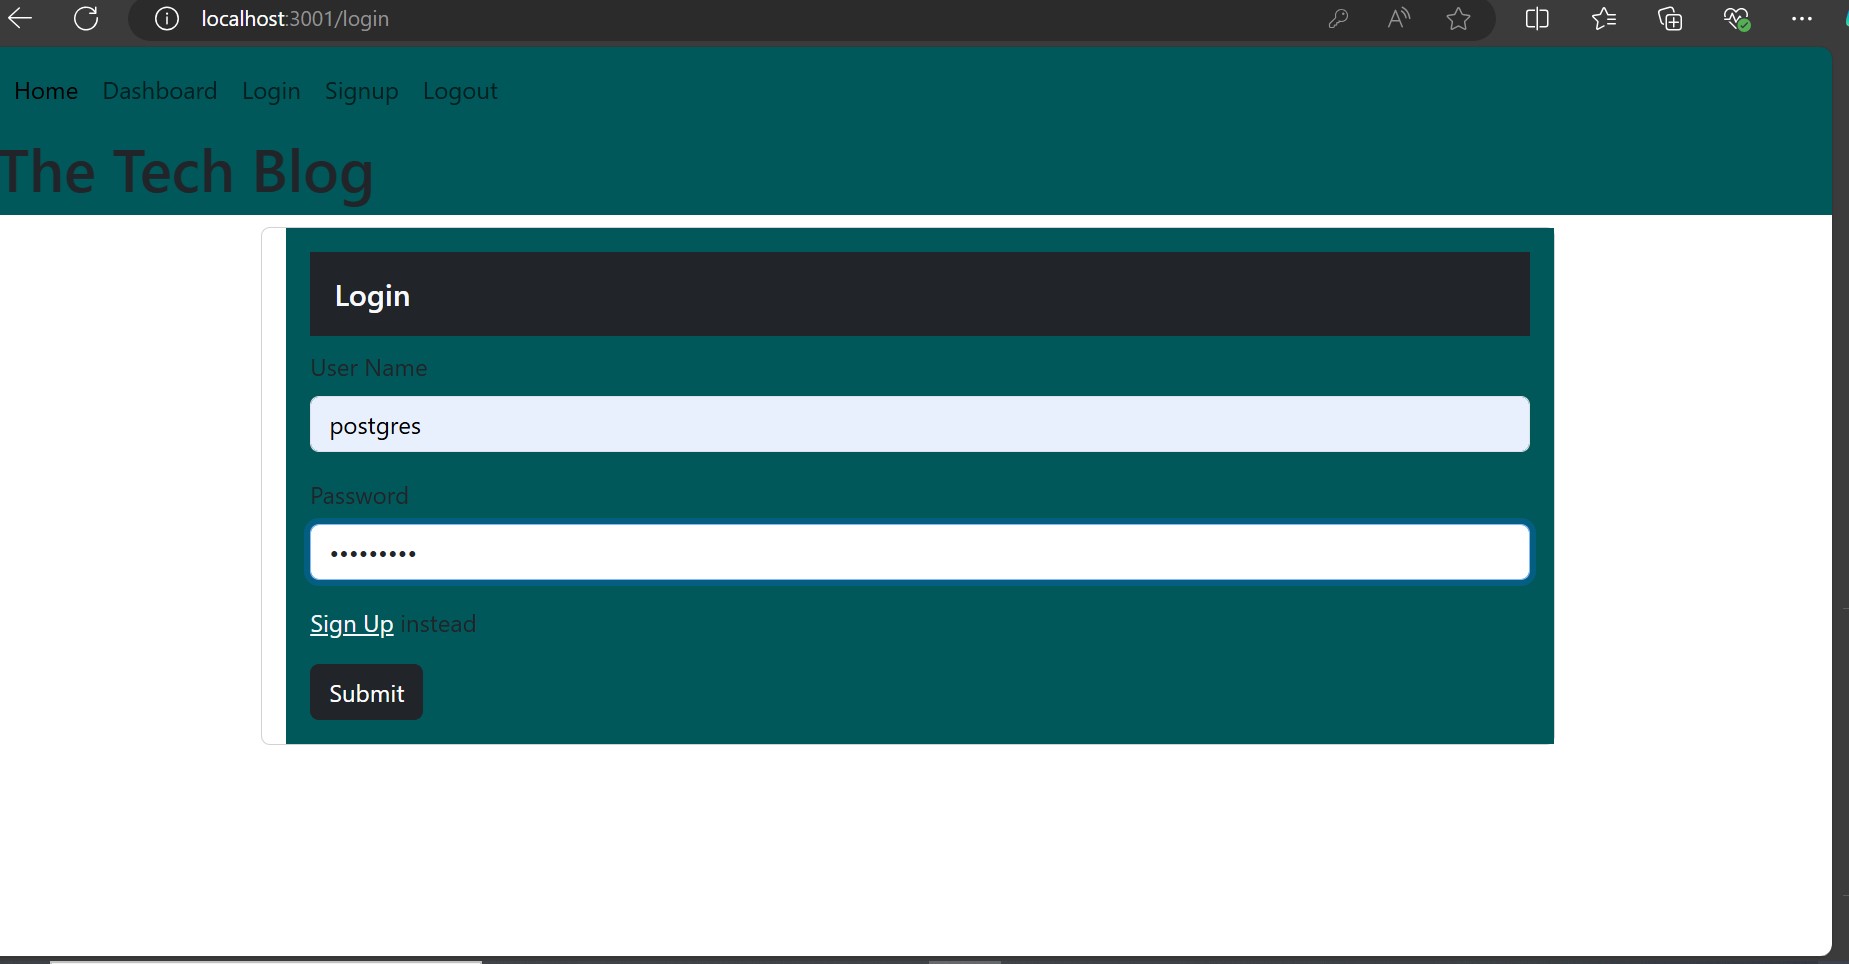 localhost:3001/login
Home Dashboard Login Signup Logout
The Tech Blog
Login
User Name
postgres
Password
•••••••••
Sign Up instead
Submit